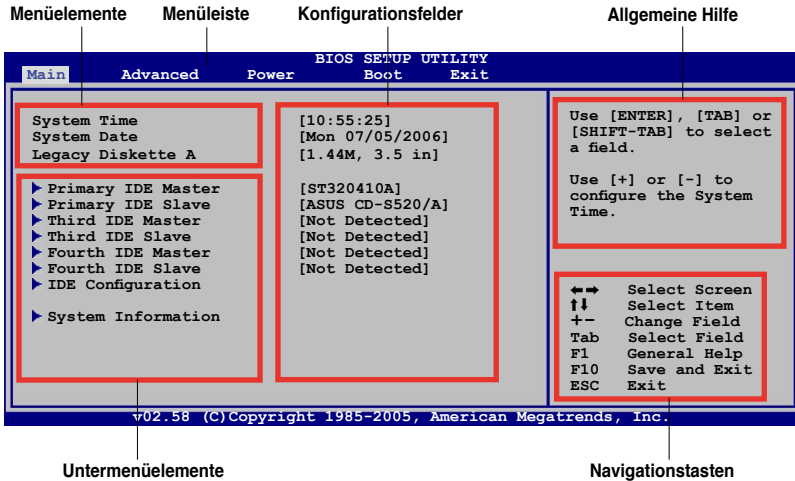 Menüelemente Menüleiste Konfigurationsfelder Allgemeine Hilfe
BIOS SETUP UTILITY
Main Advanced Power Boot Exit
System Time [10:55:25]
System Date [Mon 07/05/2006]
Legacy Diskette A [1.44M, 3.5 in]
Primary IDE Master [ST320410A]
Primary IDE Slave [ASUS CD-S520/A]
Third IDE Master [Not Detected]
Third IDE Slave [Not Detected]
Fourth IDE Master [Not Detected]
Fourth IDE Slave [Not Detected]
IDE Configuration
System Information
Use [ENTER], [TAB] or
[SHIFT-TAB] to select
a field.
Use [+] or [-] to
configure the System
Time.
←→ Select Screen
↑↓ Select Item
+- Change Field
Tab Select Field
F1 General Help
F10 Save and Exit
ESC Exit
v02.58 (C)Copyright 1985-2005, American Megatrends, Inc.
Untermenüelemente Navigationstasten